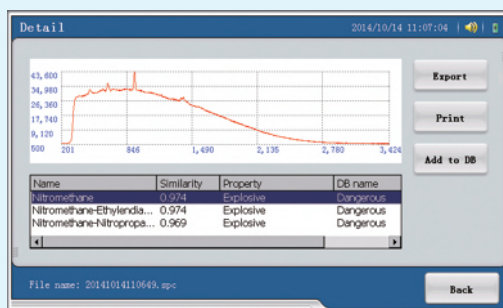 Detail 2014/10/14 11:07:04
43,600
34,980
26,360
17,740
9,120
500 201 846 1,490 2,135 2,780 3,424
Export
Print
Add to DB
Name Similarity Property DB name
Nitromethane 0.974 Explosive Dangerous
Nitromethane-Ethylendia... 0.974 Explosive Dangerous
Nitromethane-Nitropropa... 0.969 Explosive Dangerous
File name: 20141014110649.spc
Back